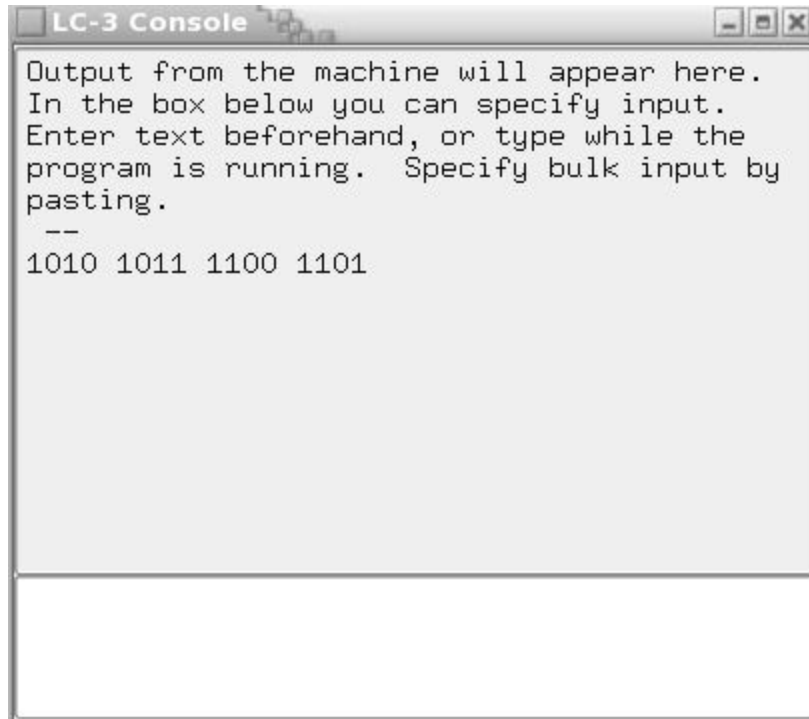 LC-3 Console
Output from the machine will appear here.
In the box below you can specify input.
Enter text beforehand, or type while the
program is running.  Specify bulk input by
pasting.
--
1010 1011 1100 1101